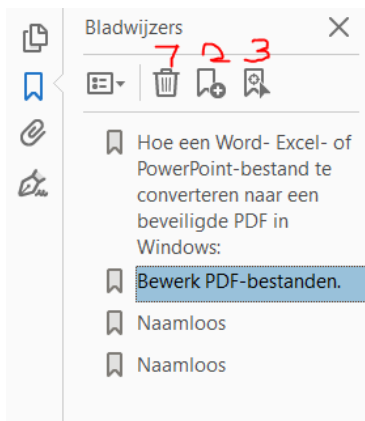 Bladwijzers
7 2 3
Hoe een Word- Excel- of
PowerPoint-bestand te
converteren naar een
beveiligde PDF in
Windows:
Bewerk PDF-bestanden.
Naamloos
Naamloos